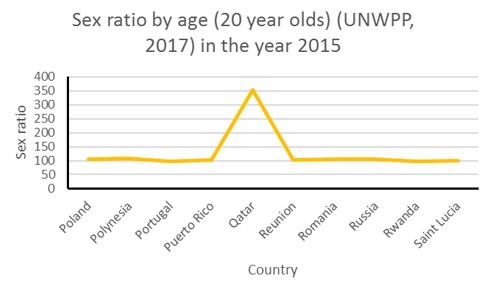 Sex ratio by age (20 year olds) (UNWPP,
2017) in the year 2015
400
350
300
250
200
150
100
50
0
Sex ratio
Poland
Polynesia
Portugal
Puerto Rico
Qatar
Reunion
Romania
Russia
Rwanda
Saint Lucia
Country